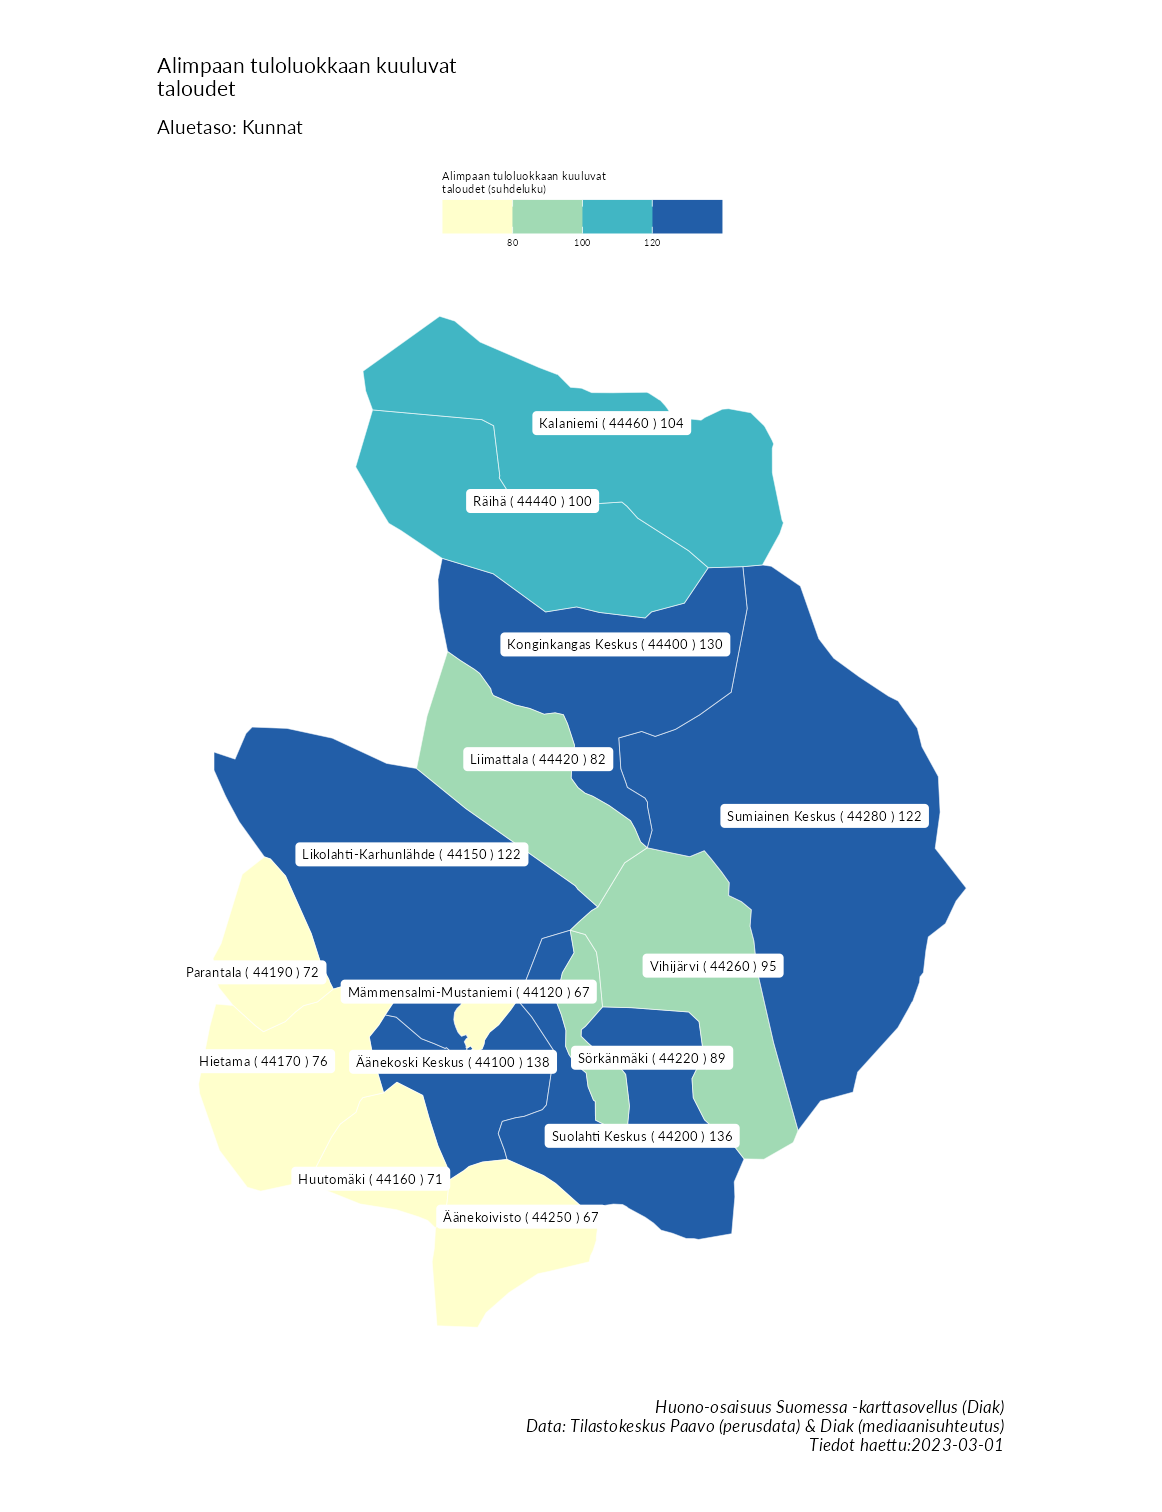 Alimpaan tuloluokkaan kuuluvat
taloudet
Aluetaso: Kunnat
Alimpaan tuloluokkaan kuuluvat
taloudet (suhdeluku)
80 100 120
Kalaniemi ( 44460 ) 104
Räihä ( 44440 ) 100
Konginkangas Keskus ( 44400 ) 130
Liimattala ( 44420 ) 82
Sumiainen Keskus ( 44280 ) 122
Likolahti-Karhunlähde ( 44150 ) 122
Vihijärvi ( 44260 ) 95
Parantala ( 44190 ) 72
Mämmensalmi-Mustaniemi ( 44120 ) 67
Sörkänmäki ( 44220 ) 89
Hietama ( 44170 ) 76
Äänekoski Keskus ( 44100 ) 138
Suolahti Keskus ( 44200 ) 136
Huutomäki ( 44160 ) 71
Äänekoivisto ( 44250 ) 67
Huono-osaisuus Suomessa -karttasovellus (Diak)
Data: Tilastokeskus Paavo (perusdata) & Diak (mediaanisuhteutus)
Tiedot haettu:2023-03-01